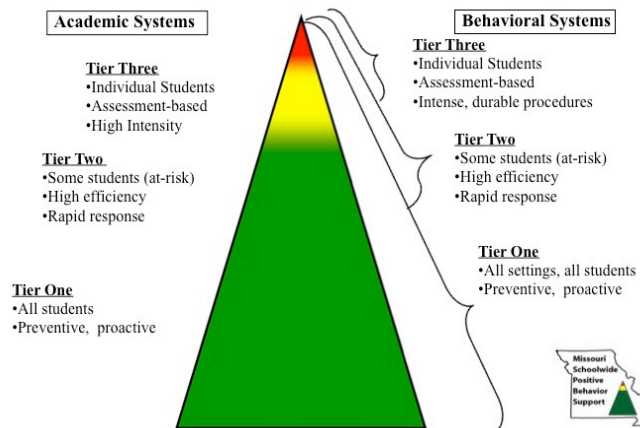 Academic Systems
Tier Three
•Individual Students
•Assessment-based
•High Intensity
Tier Two
•Some students (at-risk)
•High efficiency
•Rapid response
Tier One
•All students
•Preventive, proactive
Behavioral Systems
Tier Three
•Individual Students
•Assessment-based
•Intense, durable procedures
Tier Two
•Some students (at-risk)
•High efficiency
•Rapid response
Tier One
•All settings, all students
•Preventive, proactive
Missouri
Schoolwide
Positive
Behavior
Support